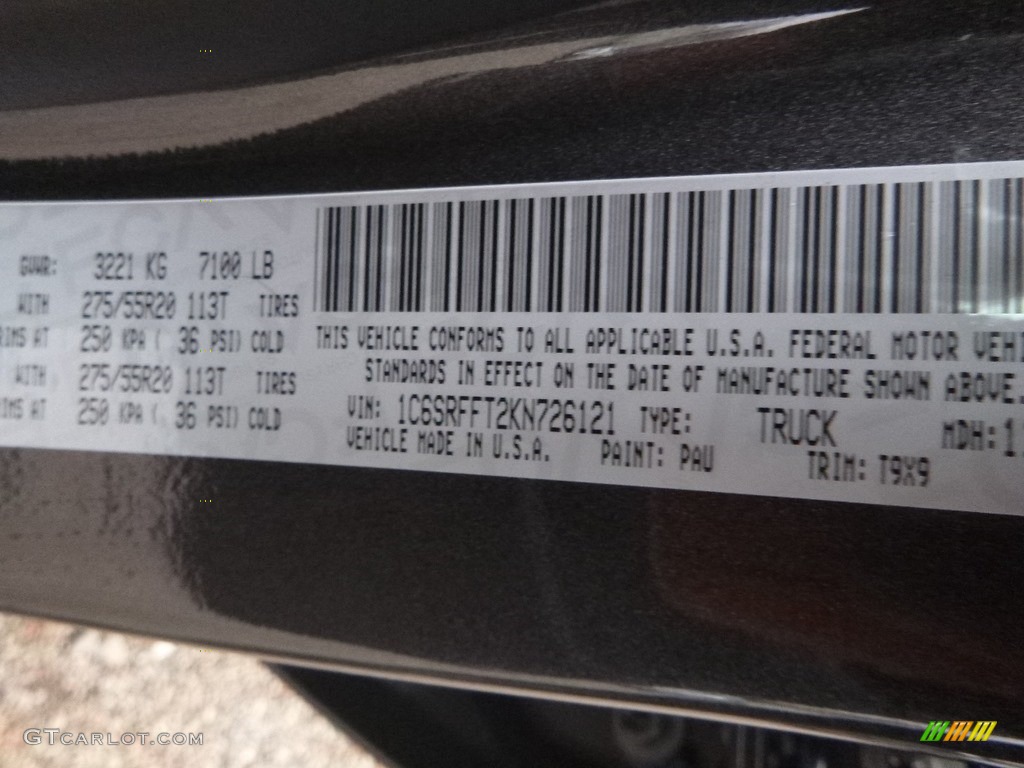 GVWR: 3221 KG 7100 LB
WITH 275/55R20 113T TIRES
RIMS AT 250 KPA ( 36 PSI) COLD
WITH 275/55R20 113T TIRES
RIMS AT 250 KPA ( 36 PSI) COLD
THIS VEHICLE CONFORMS TO ALL APPLICABLE U.S.A. FEDERAL MOTOR VEHI
STANDARDS IN EFFECT ON THE DATE OF MANUFACTURE SHOWN ABOVE.
VIN: 1C6SRFFT2KN726121 TYPE: TRUCK MDH: 1
VEHICLE MADE IN U.S.A. PAINT: PAU TRIM: T9X9
GTCARLOT.COM